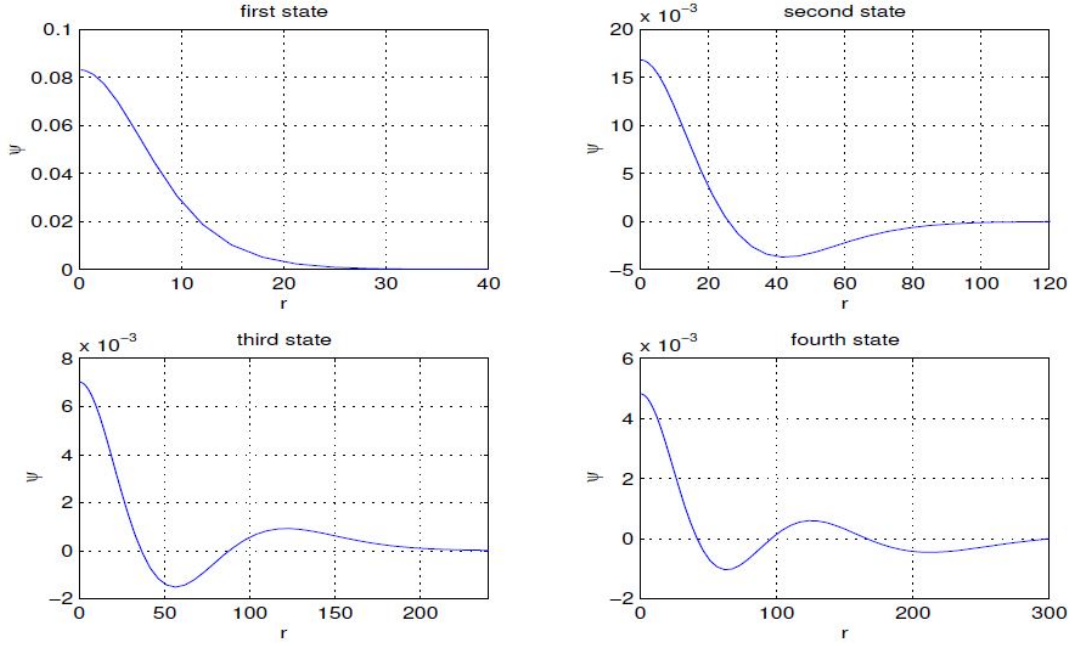 first state
0.1
0.08
0.06
0.04
0.02
0
ψ
0 10 20 30 40
r
second state
x 10⁻³
20
15
10
5
0
−5
ψ
0 20 40 60 80 100 120
r
third state
x 10⁻³
8
6
4
2
0
−2
ψ
0 50 100 150 200
r
fourth state
x 10⁻³
6
4
2
0
−2
ψ
0 100 200 300
r